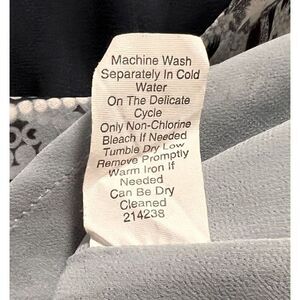 Machine Wash
Separately In Cold
Water
On The Delicate
Cycle
Only Non-Chlorine
Bleach If Needed
Tumble Dry Low
Remove Promptly
Warm Iron If
Needed
Can Be Dry
Cleaned
214238